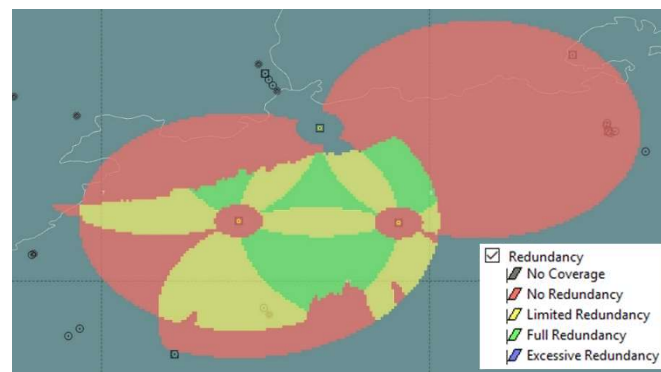 Redundancy
No Coverage
No Redundancy
Limited Redundancy
Full Redundancy
Excessive Redundancy